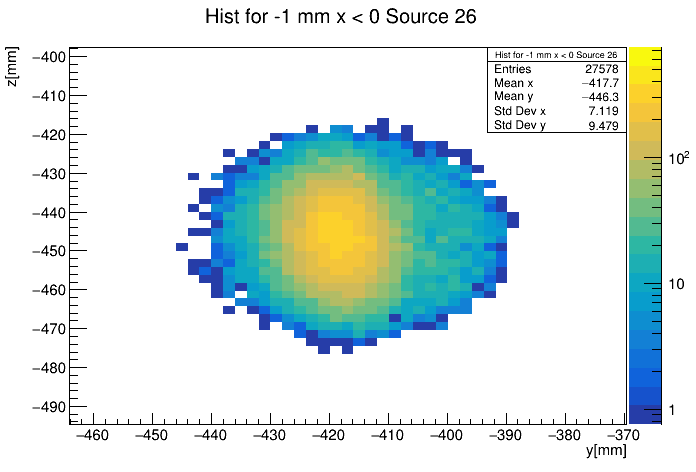 Hist for -1 mm x < 0 Source 26
z[mm]
−400
−410
−420
−430
−440
−450
−460
−470
−480
−490
Hist for -1 mm x < 0 Source 26
Entries 27578
Mean x −417.7
Mean y −446.3
Std Dev x 7.119
Std Dev y 9.479
10²
10
1
−460 −450 −440 −430 −420 −410 −400 −390 −380 −370
y[mm]